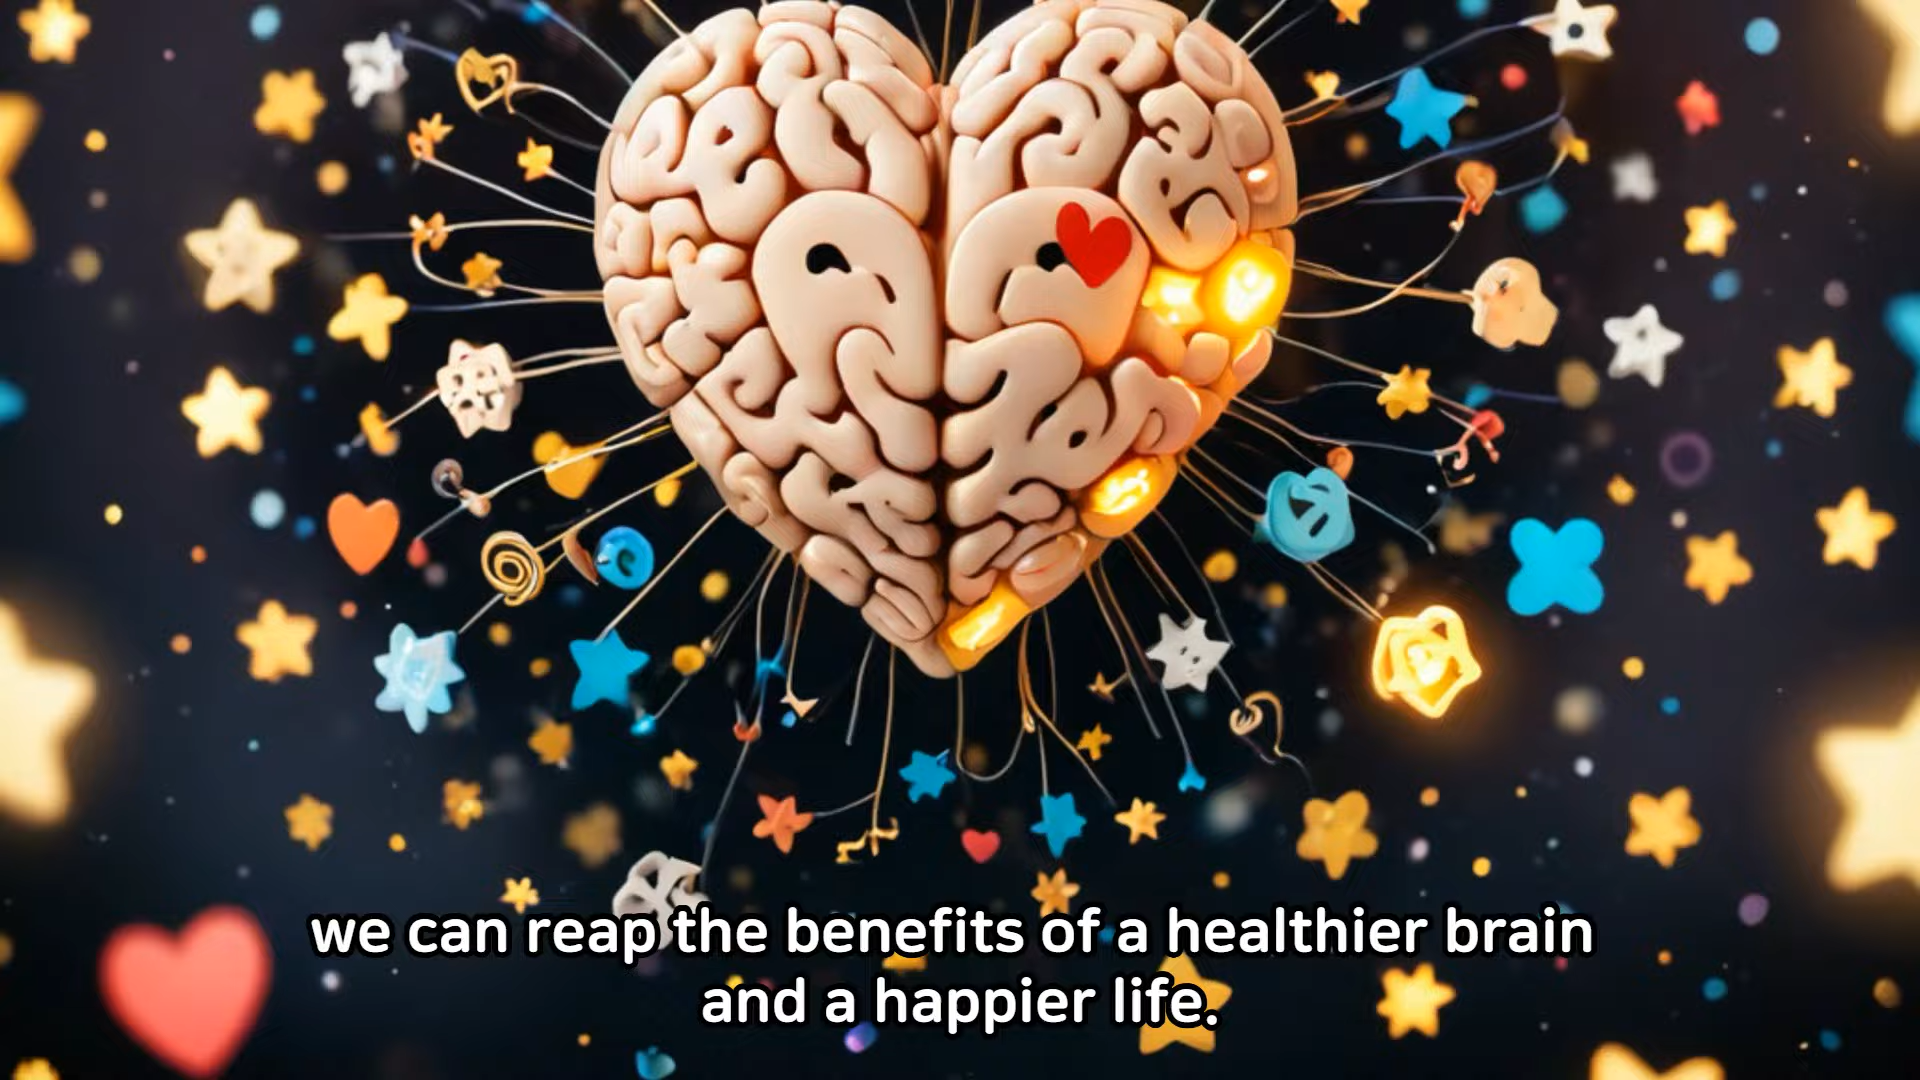 we can reap the benefits of a healthier brain
and a happier life.